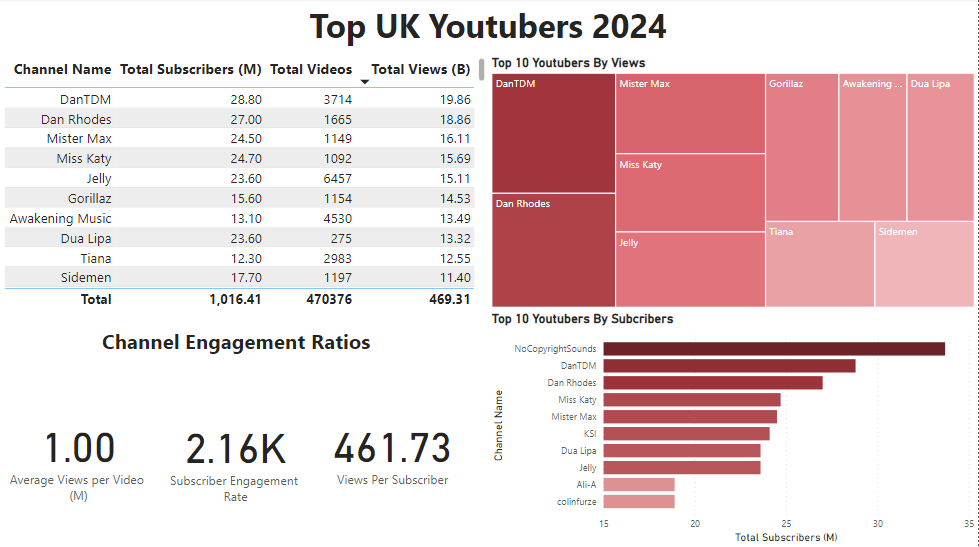 Top UK Youtubers 2024
Channel Name Total Subscribers (M) Total Videos Total Views (B)
DanTDM 28.80 3714 19.86
Dan Rhodes 27.00 1665 18.86
Mister Max 24.50 1149 16.11
Miss Katy 24.70 1092 15.69
Jelly 23.60 6457 15.11
Gorillaz 15.60 1154 14.53
Awakening Music 13.10 4530 13.49
Dua Lipa 23.60 275 13.32
Tiana 12.30 2983 12.55
Sidemen 17.70 1197 11.40
Total 1,016.41 470376 469.31
Channel Engagement Ratios
1.00
Average Views per Video
(M)
2.16K
Subscriber Engagement
Rate
461.73
Views Per Subscriber
Top 10 Youtubers By Views
DanTDM
Dan Rhodes
Mister Max
Miss Katy
Jelly
Gorillaz
Awakening ...
Dua Lipa
Tiana
Sidemen
Top 10 Youtubers By Subcribers
Channel Name
NoCopyrightSounds
DanTDM
Dan Rhodes
Miss Katy
Mister Max
KSI
Dua Lipa
Jelly
Ali-A
colinfurze
15 20 25 30 35
Total Subscribers (M)